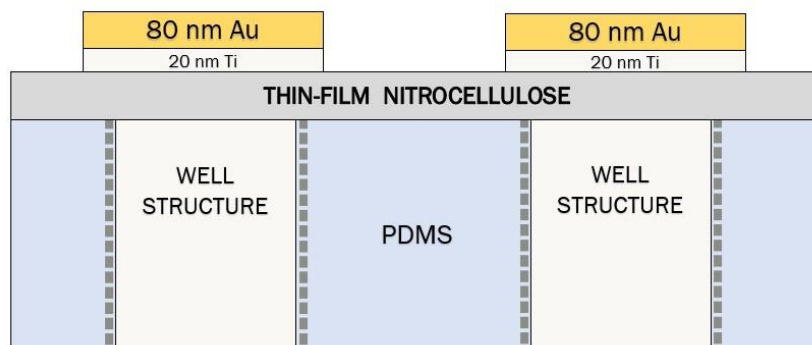 80 nm Au
80 nm Au
20 nm Ti
20 nm Ti
THIN-FILM NITROCELLULOSE
WELL
STRUCTURE
PDMS
WELL
STRUCTURE